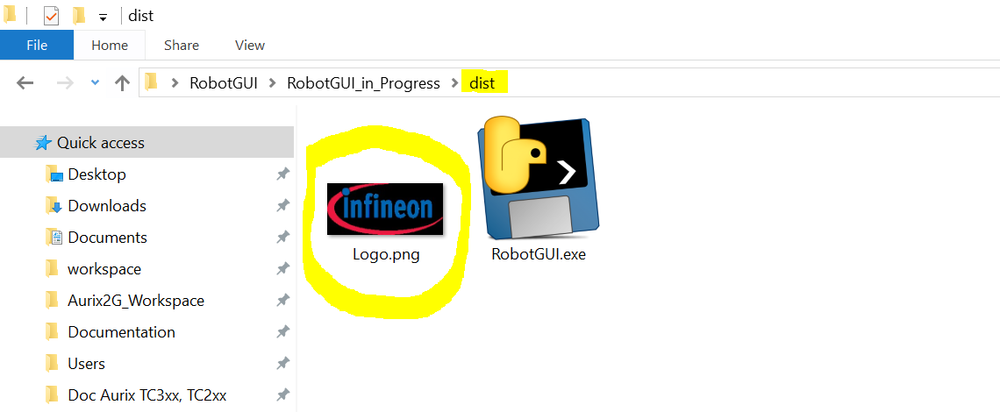 dist
File Home Share View
RobotGUI RobotGUI_in_Progress dist
Quick access
Desktop
Downloads
Documents
workspace
Aurix2G_Workspace
Documentation
Users
Doc Aurix TC3xx, TC2xx
infineon
Logo.png
RobotGUI.exe